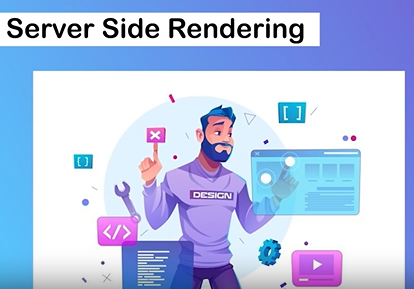 Server Side Rendering
[ ]
[ ]
DESIGN
</>